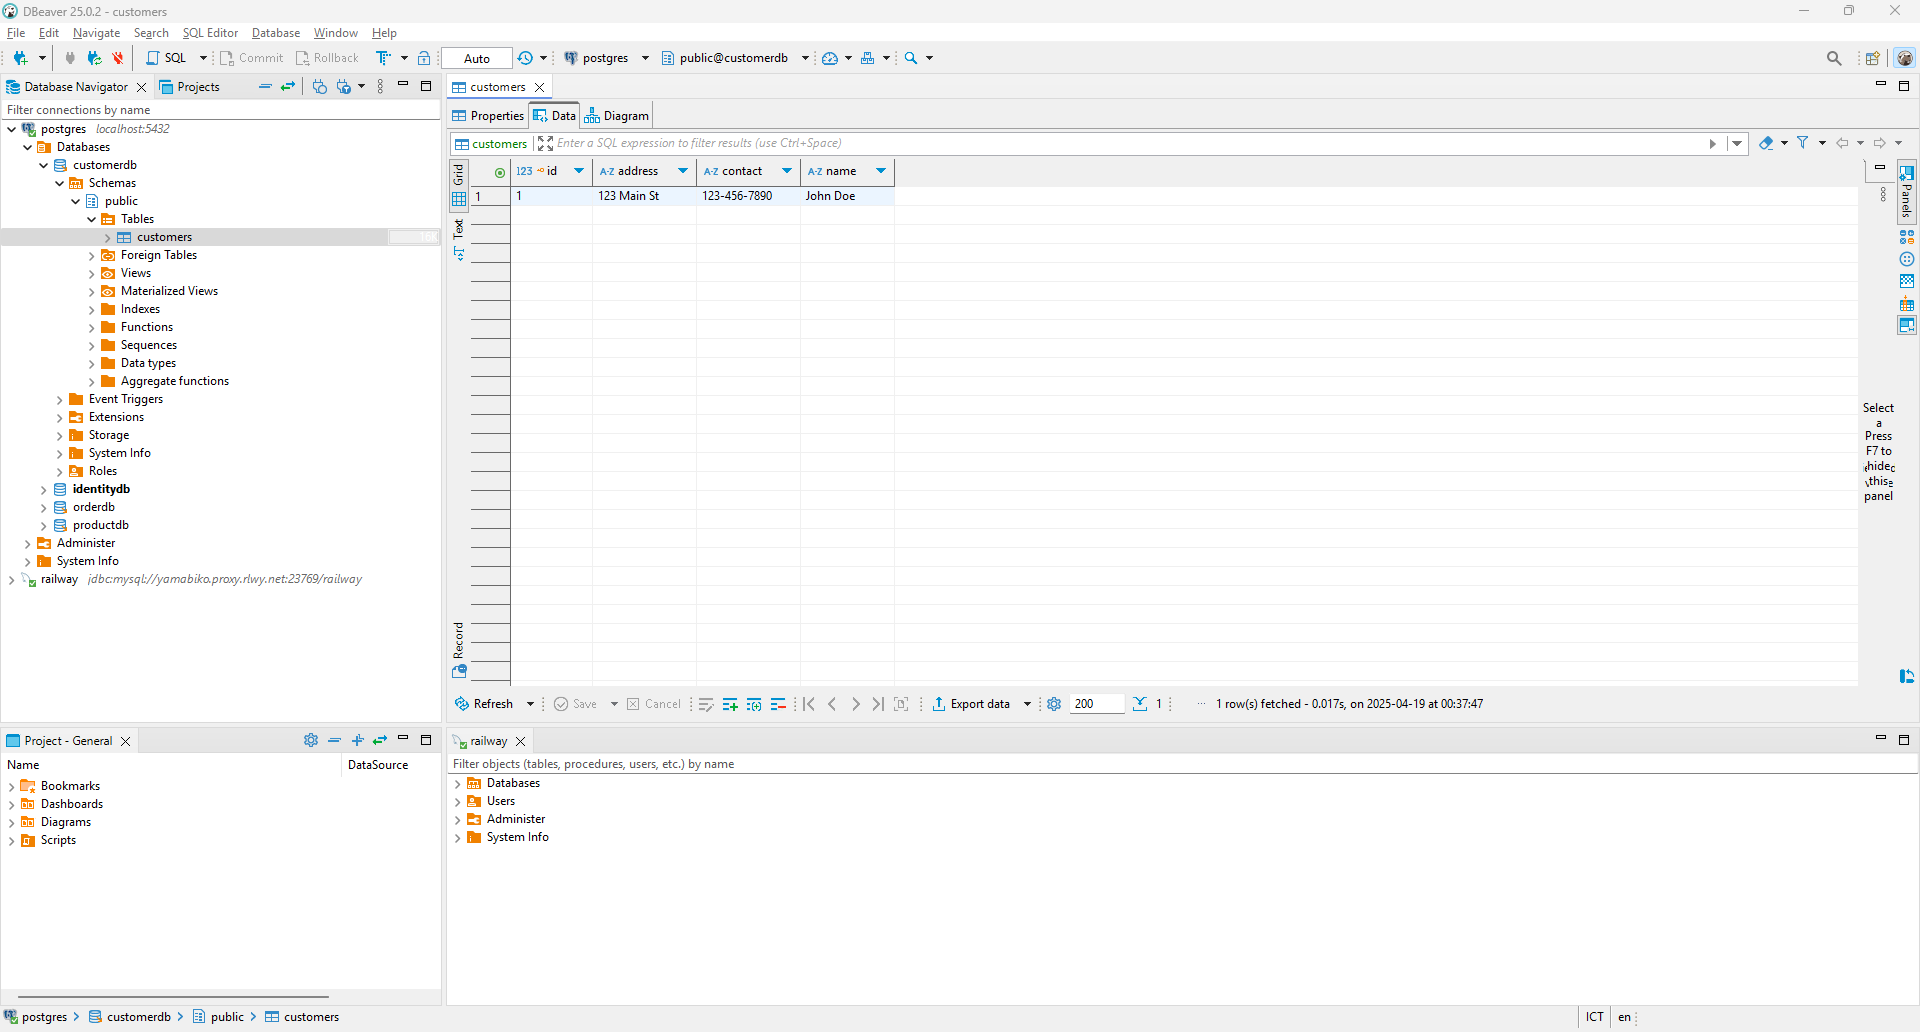 DBeaver 25.0.2 - customers
File Edit Navigate Search SQL Editor Database Window Help
SQL Commit Rollback Auto postgres public@customerdb
Database Navigator Projects
Filter connections by name
postgres localhost:5432
Databases
customerdb
Schemas
public
Tables
customers 16K
Foreign Tables
Views
Materialized Views
Indexes
Functions
Sequences
Data types
Aggregate functions
Event Triggers
Extensions
Storage
System Info
Roles
identitydb
orderdb
productdb
Administer
System Info
railway jdbc:mysql://yamabiko.proxy.rlwy.net:23769/railway
customers
Properties Data Diagram
customers Enter a SQL expression to filter results (use Ctrl+Space)
Grid
Text
Record
123 id A-Z address A-Z contact A-Z name
1 1 123 Main St 123-456-7890 John Doe
Panels
Select
a
Press
F7 to
hide
this
panel
Refresh Save Cancel Export data 200 1 ... 1 row(s) fetched - 0.017s, on 2025-04-19 at 00:37:47
Project - General
Name DataSource
Bookmarks
Dashboards
Diagrams
Scripts
railway
Filter objects (tables, procedures, users, etc.) by name
Databases
Users
Administer
System Info
postgres customerdb public customers
ICT en